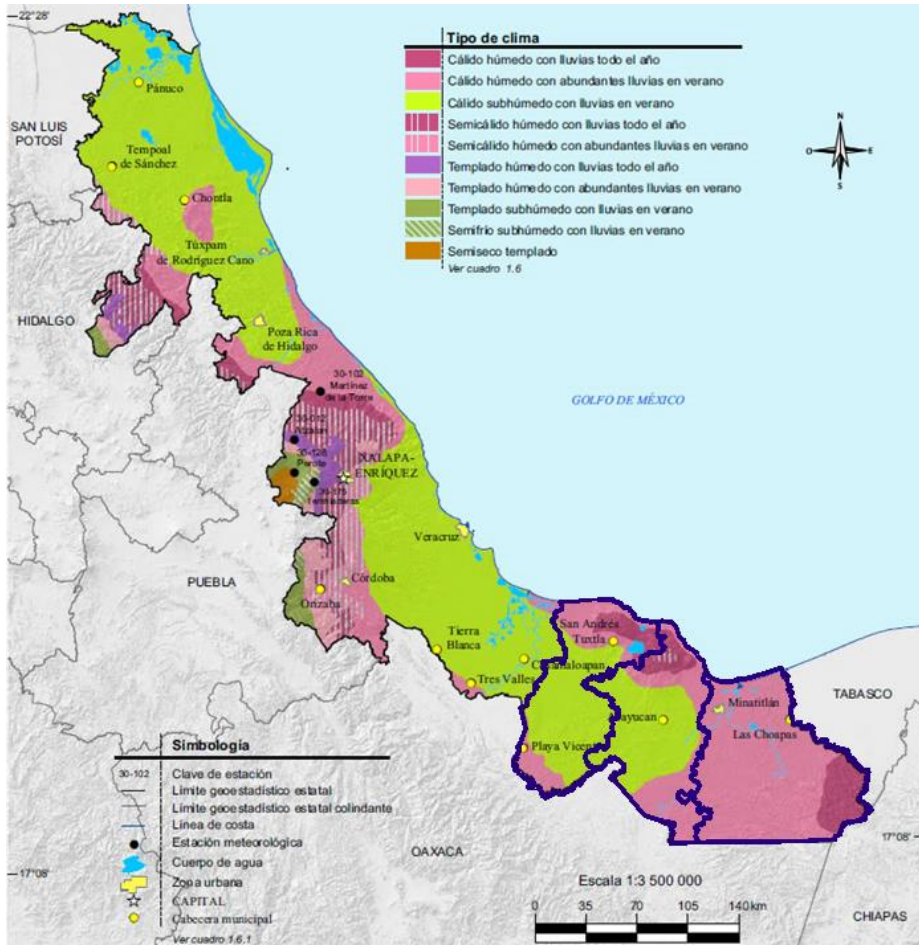 22°28'
SAN LUIS
POTOSÍ
Pánuco
Tempoal
de Sánchez
Chontla
Túxpam
de Rodríguez Cano
HIDALGO
Poza Rica
de Hidalgo
30-102
Martínez
de la Torre
30-012
Altotan
30-128
Perote
XALAPA-
ENRÍQUEZ
PUEBLA
Veracruz
Córdoba
Orizaba
Tierra
Blanca
Tres Valles
San Andrés
Tuxtla
Playa Vicente
Minatitlán
Las Choapas
TABASCO
OAXACA
CHIAPAS
17°08'
17°08'
GOLFO DE MÉXICO
N
O
E
S
Tipo de clima
Cálido húmedo con lluvias todo el año
Cálido húmedo con abundantes lluvias en verano
Cálido subhúmedo con lluvias en verano
Semicálido húmedo con lluvias todo el año
Semicálido húmedo con abundantes lluvias en verano
Templado húmedo con lluvias todo el año
Templado húmedo con abundantes lluvias en verano
Templado subhúmedo con lluvias en verano
Semifrío subhúmedo con lluvias en verano
Semiseco templado
Ver cuadro 1.6
Simbología
30-102 Clave de estación
Límite geoestadístico estatal
Límite geoestadístico estatal colindante
Línea de costa
Estación meteorológica
Cuerpo de agua
Zona urbana
CAPITAL
Cabecera municipal
Ver cuadro 1.6.1
Escala 1:3 500 000
0 35 70 105 140 km